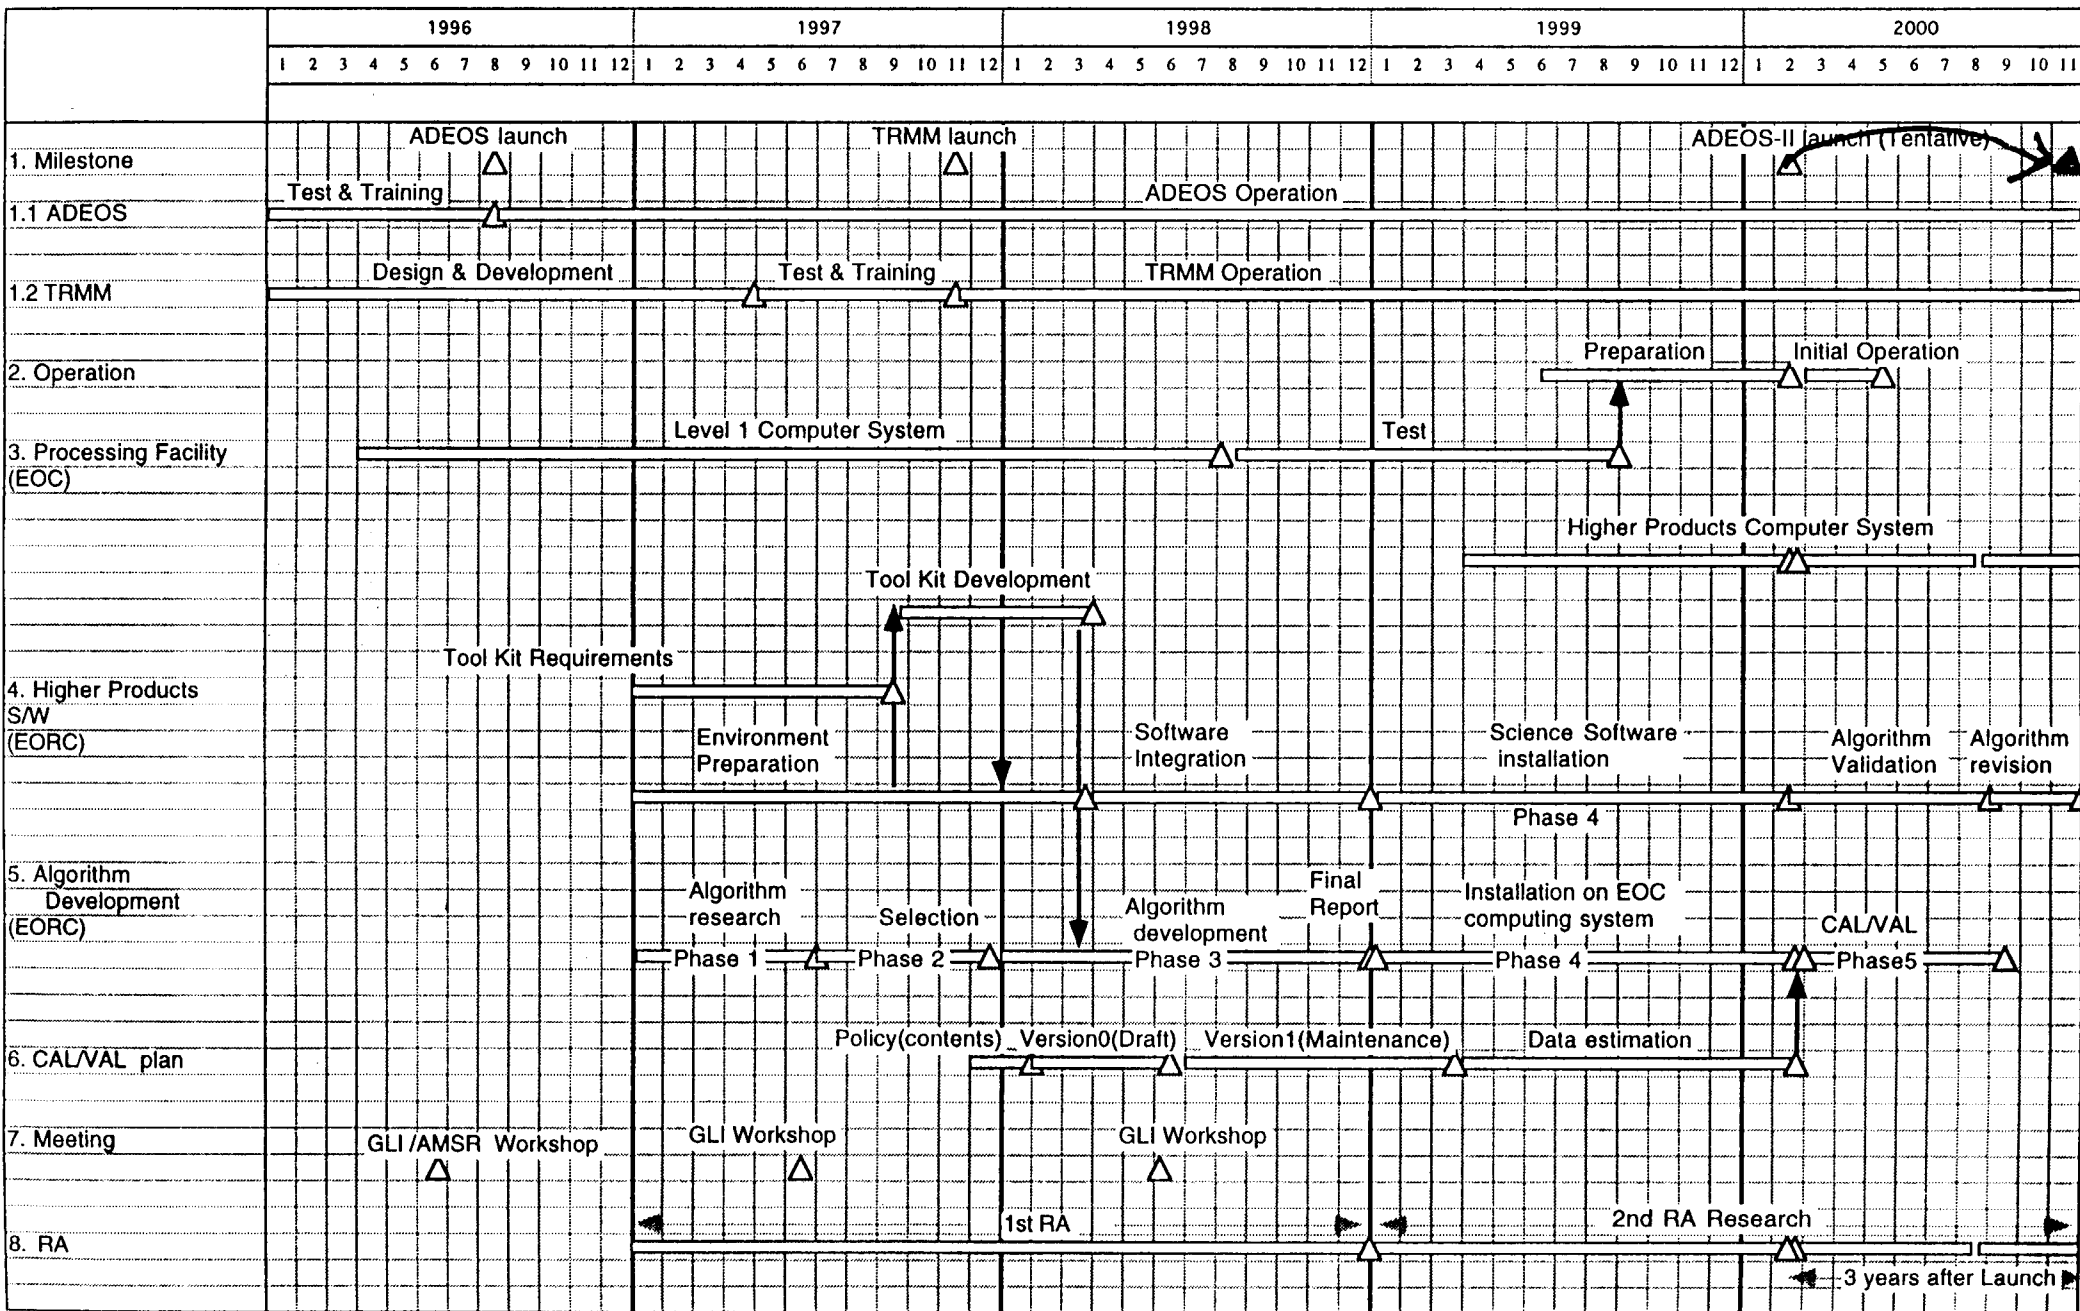 1996 1997 1998 1999 2000
1 2 3 4 5 6 7 8 9 10 11 12 1 2 3 4 5 6 7 8 9 10 11 12 1 2 3 4 5 6 7 8 9 10 11 12 1 2 3 4 5 6 7 8 9 10 11 12 1 2 3 4 5 6 7 8 9 10 11
ADEOS launch TRMM launch ADEOS-II launch (Tentative)
1. Milestone
Test & Training ADEOS Operation
1.1 ADEOS
Design & Development Test & Training TRMM Operation
1.2 TRMM
Preparation Initial Operation
2. Operation
Level 1 Computer System Test
3. Processing Facility
(EOC)
Higher Products Computer System
Tool Kit Development
Tool Kit Requirements
4. Higher Products
S/W
(EORC)
Environment
Preparation
Software
Integration
Science Software
installation
Algorithm
Validation
Algorithm
revision
Phase 4
5. Algorithm
Development
(EORC)
Algorithm
research
Selection
Algorithm
development
Final
Report
Installation on EOC
computing system
CAL/VAL
Phase 1 Phase 2 Phase 3 Phase 4 Phase5
Policy(contents) Version0(Draft) Version1(Maintenance) Data estimation
6. CAL/VAL plan
7. Meeting
GLI /AMSR Workshop GLI Workshop GLI Workshop
1st RA 2nd RA Research
8. RA
3 years after Launch